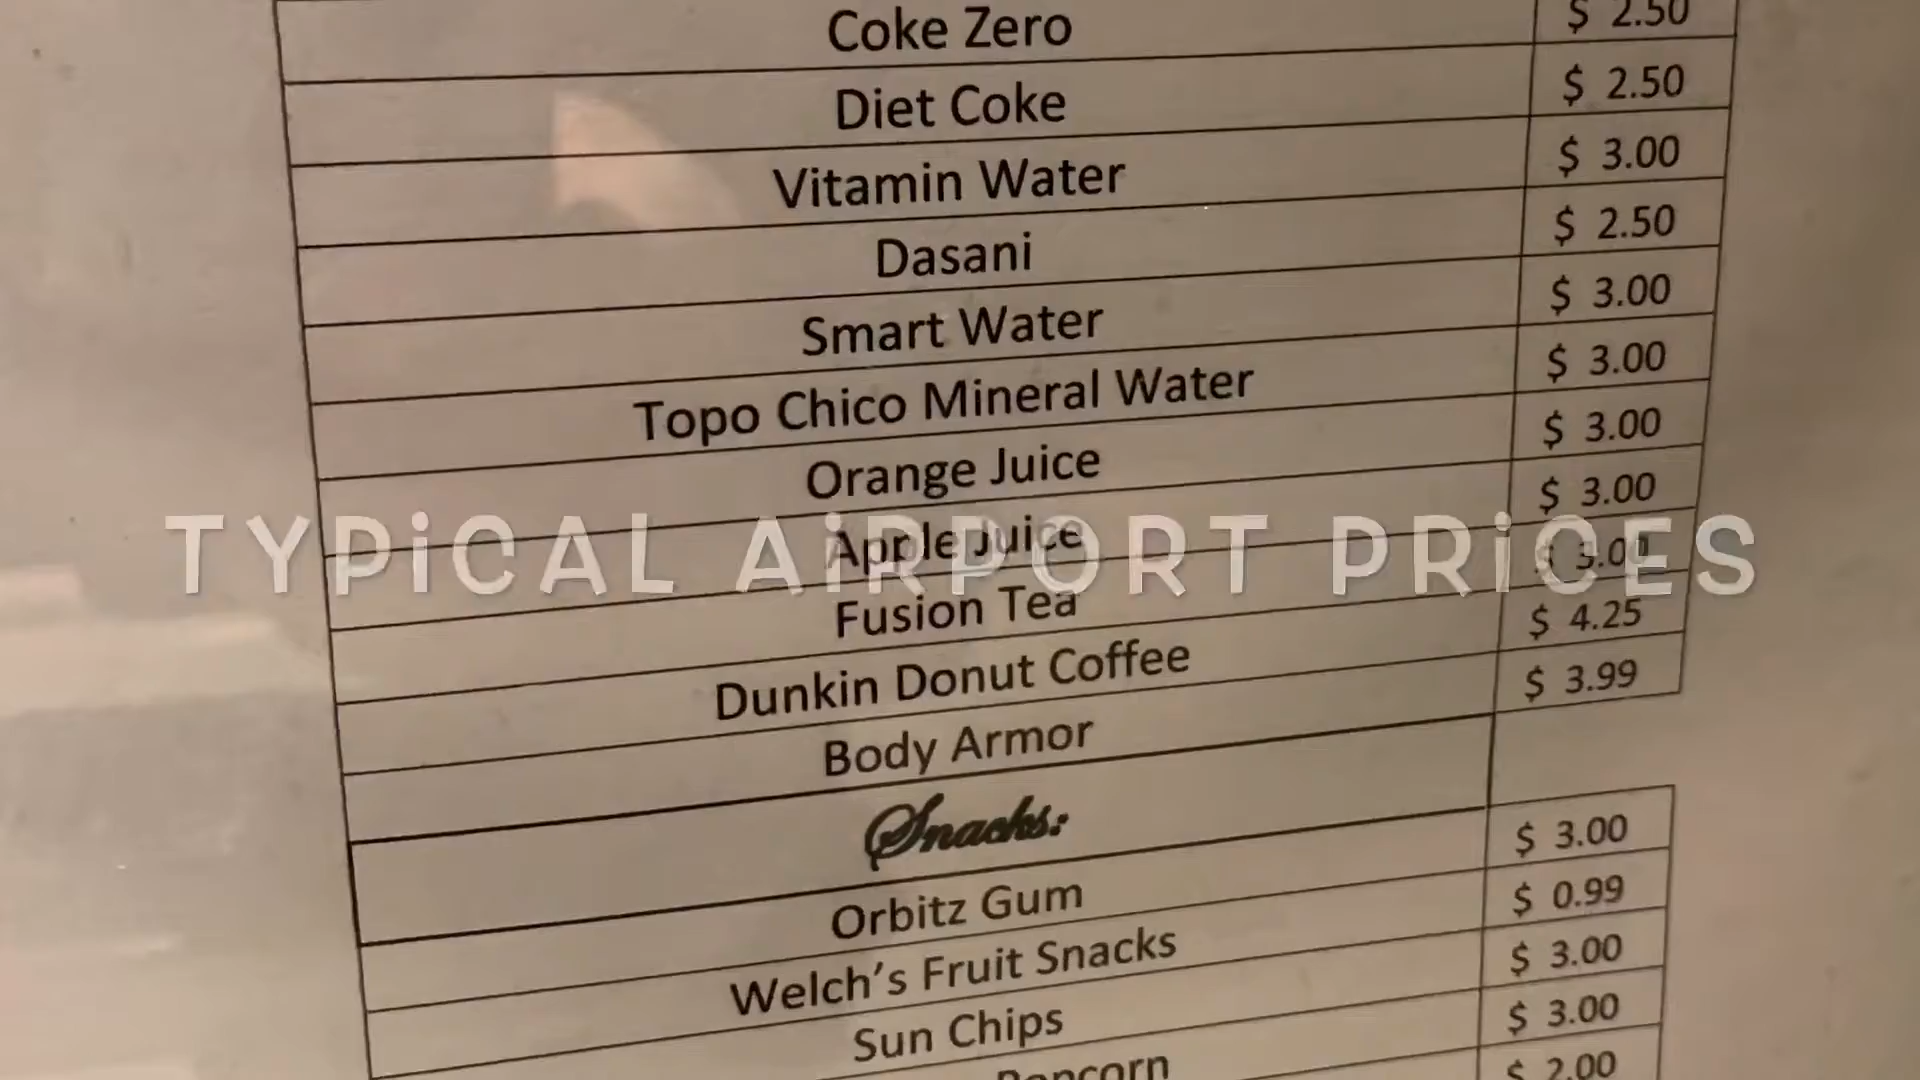 Coke Zero $ 2.50
Diet Coke $ 2.50
Vitamin Water $ 3.00
Dasani $ 2.50
Smart Water $ 3.00
Topo Chico Mineral Water $ 3.00
Orange Juice $ 3.00
Apple Juice $ 3.00
TYPiCAL AiRPORT PRiCES
Fusion Tea $ 3.00
Dunkin Donut Coffee $ 4.25
Body Armor $ 3.99
Snacks:
Orbitz Gum $ 3.00
Welch's Fruit Snacks $ 0.99
Sun Chips $ 3.00
Popcorn $ 3.00
$ 2.00